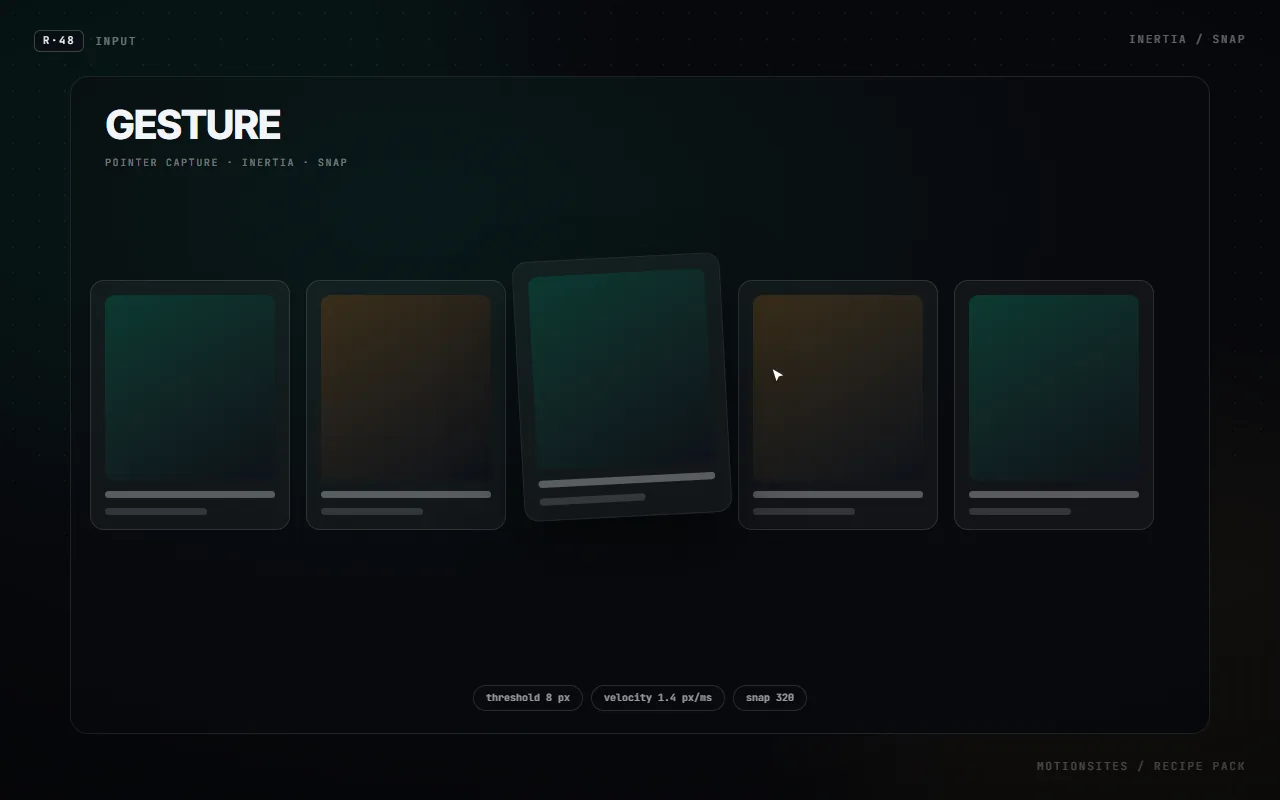 R·48 INPUT
INERTIA / SNAP
GESTURE
POINTER CAPTURE · INERTIA · SNAP
threshold 8 px
velocity 1.4 px/ms
snap 320
MOTIONSITES / RECIPE PACK